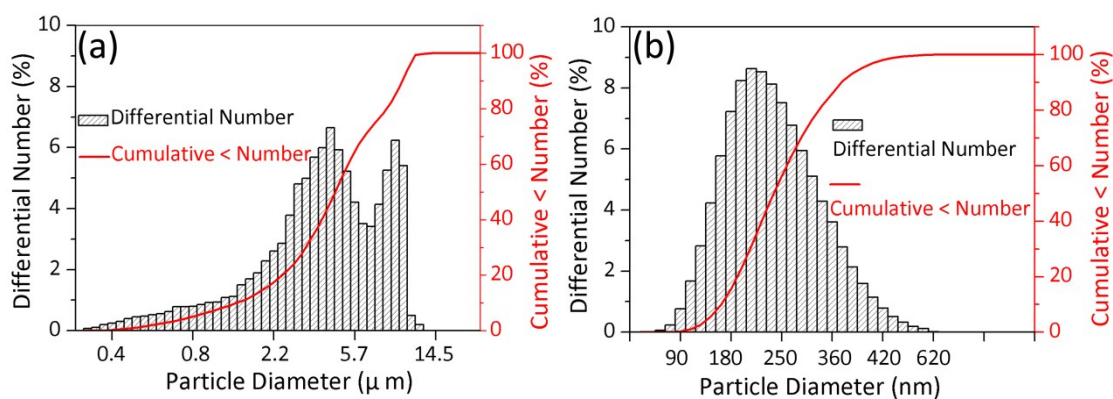 (a)
Differential Number (%)
10
8
6
4
2
0
Differential Number
Cumulative < Number
0.4 0.8 2.2 5.7 14.5
Particle Diameter (μ m)
100
80
60
40
20
0
Cumulative < Number (%)
(b)
Differential Number (%)
10
8
6
4
2
0
Differential Number
Cumulative < Number
90 180 250 360 420 620
Particle Diameter (nm)
100
80
60
40
20
0
Cumulative < Number (%)